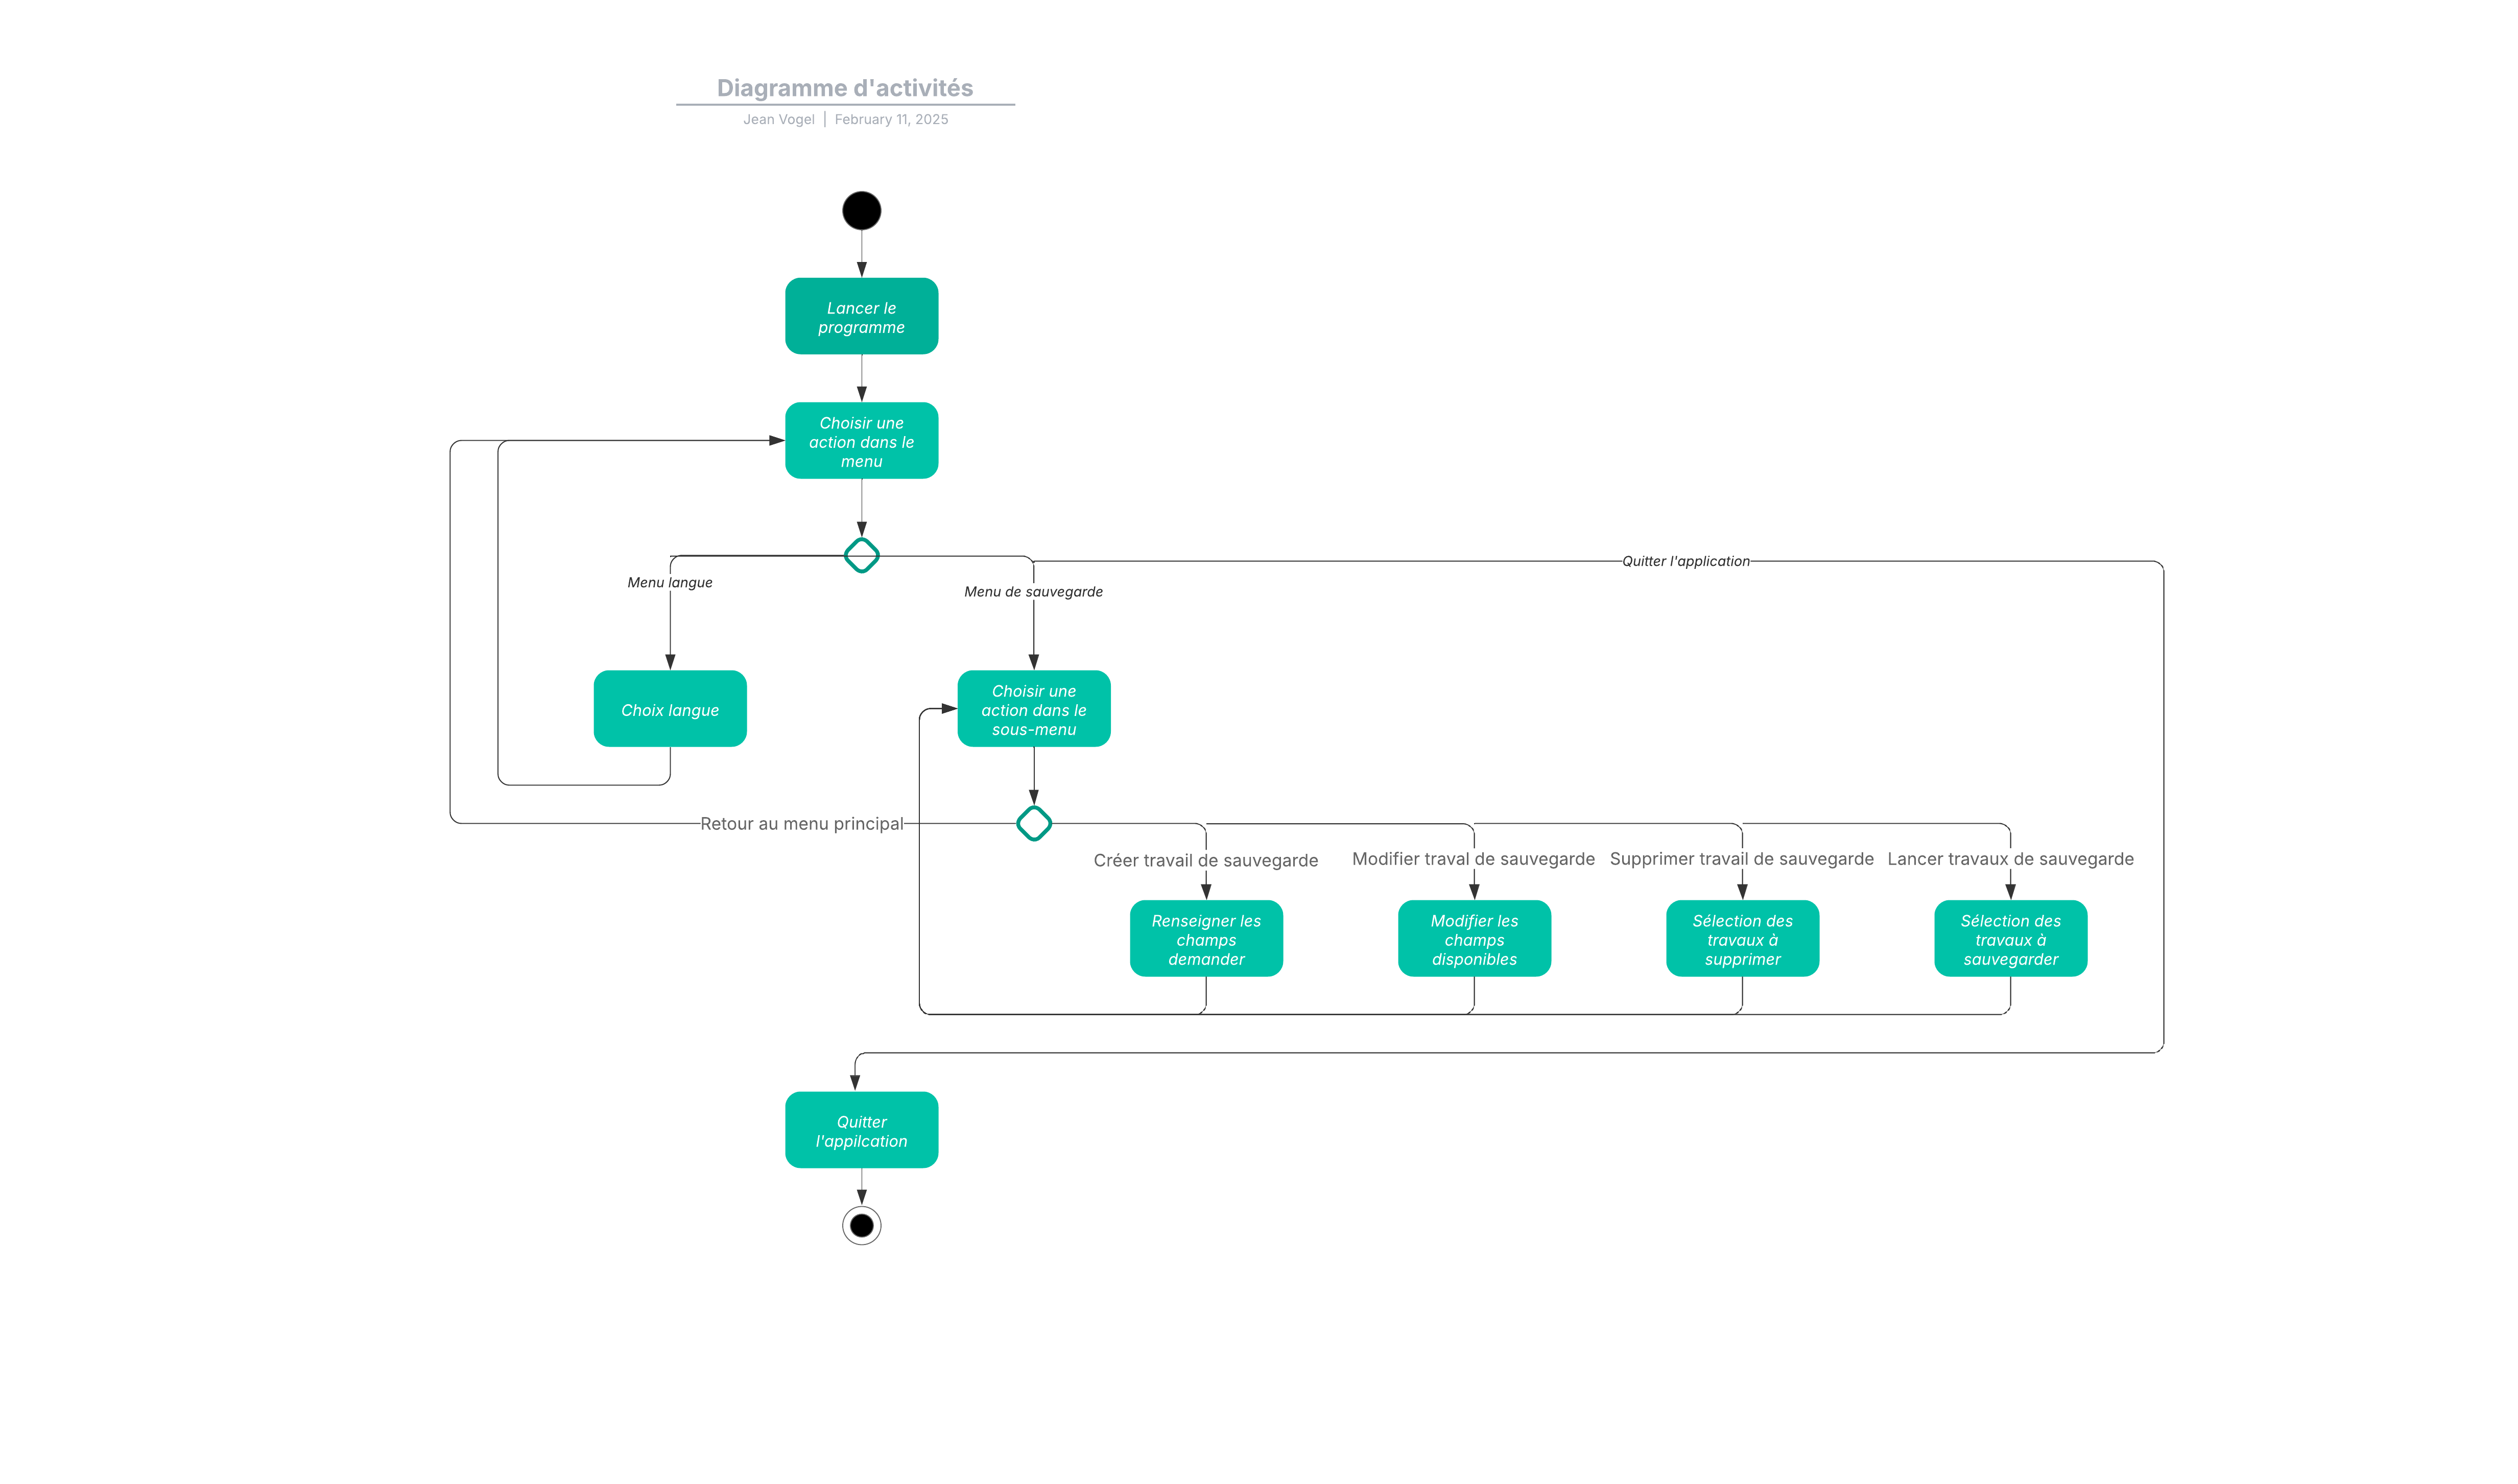 Diagramme d'activités
Jean Vogel | February 11, 2025
Lancer le
programme
Choisir une
action dans le
menu
Quitter l'application
Menu langue
Menu de sauvegarde
Choix langue
Choisir une
action dans le
sous-menu
Retour au menu principal
Créer travail de sauvegarde
Modifier traval de sauvegarde
Supprimer travail de sauvegarde
Lancer travaux de sauvegarde
Renseigner les
champs
demander
Modifier les
champs
disponibles
Sélection des
travaux à
supprimer
Sélection des
travaux à
sauvegarder
Quitter
l'appilcation